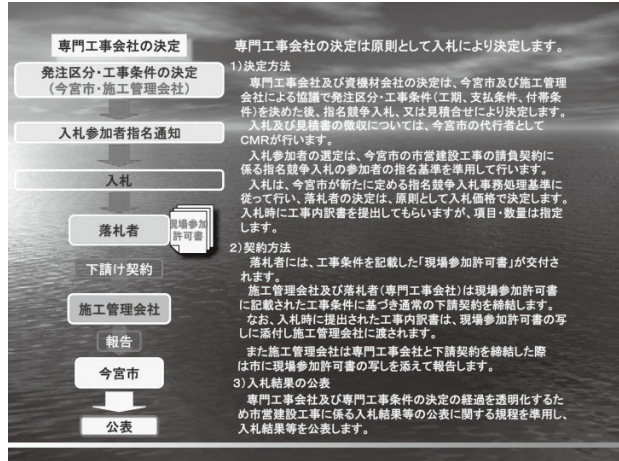 専門工事会社の決定
発注区分・工事条件の決定
（今宮市・施工管理会社）
入札参加者指名通知
入札
落札者
現場参加
許可書
下請け契約
施工管理会社
報告
今宮市
公表
専門工事会社の決定は原則として入札により決定します。
1）決定方法
専門工事会社及び資機材会社の決定は、今宮市及び施工管理
会社による協議で発注区分・工事条件（工期、支払条件、付帯条
件）を決めた後、指名競争入札、又は見積合せにより決定します。
入札及び見積書の徴収については、今宮市の代行者として
CMRが行います。
入札参加者の選定は、今宮市の市営建設工事の請負契約に
係る指名競争入札の参加者の指名基準を準用して行います。
入札は、今宮市が新たに定める指名競争入札事務処理基準に
従って行い、落札者の決定は、原則として入札価格で決定します。
入札時に工事内訳書を提出してもらいますが、項目・数量は指定
します。
2）契約方法
落札者には、工事条件を記載した「現場参加許可書」が交付さ
れます。
施工管理会社及び落札者（専門工事会社）は現場参加許可書
に記載された工事条件に基づき通常の下請契約を締結します。
なお、入札時に提出された工事内訳書は、現場参加許可書の写
しに添付し施工管理会社に渡されます。
また施工管理会社は専門工事会社と下請契約を締結した際
は市に現場参加許可書の写しを添えて報告します。
3）入札結果の公表
専門工事会社及び専門工事条件の決定の経過を透明化するた
め市営建設工事に係る入札結果等の公表に関する規程を準用し、
入札結果等を公表します。